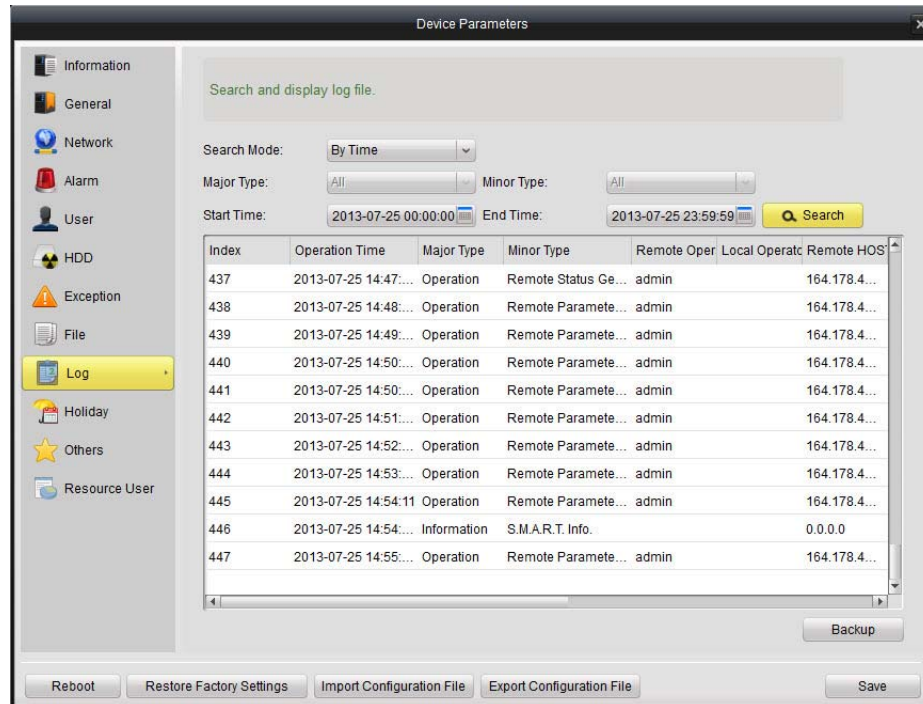 Device Parameters
Information
General
Network
Alarm
User
HDD
Exception
File
Log
Holiday
Others
Resource User
Search and display log file.
Search Mode: By Time
Major Type: All Minor Type: All
Start Time: 2013-07-25 00:00:00 End Time: 2013-07-25 23:59:59 Search
Index Operation Time Major Type Minor Type Remote Oper Local Operato Remote HOS
437 2013-07-25 14:47:... Operation Remote Status Ge... admin 164.178.4...
438 2013-07-25 14:48:... Operation Remote Paramete... admin 164.178.4...
439 2013-07-25 14:49:... Operation Remote Paramete... admin 164.178.4...
440 2013-07-25 14:50:... Operation Remote Paramete... admin 164.178.4...
441 2013-07-25 14:50:... Operation Remote Paramete... admin 164.178.4...
442 2013-07-25 14:51:... Operation Remote Paramete... admin 164.178.4...
443 2013-07-25 14:52:... Operation Remote Paramete... admin 164.178.4...
444 2013-07-25 14:53:... Operation Remote Paramete... admin 164.178.4...
445 2013-07-25 14:54:11 Operation Remote Paramete... admin 164.178.4...
446 2013-07-25 14:54:... Information S.M.A.R.T. Info. 0.0.0.0
447 2013-07-25 14:55:... Operation Remote Paramete... admin 164.178.4...
Backup
Reboot Restore Factory Settings Import Configuration File Export Configuration File Save